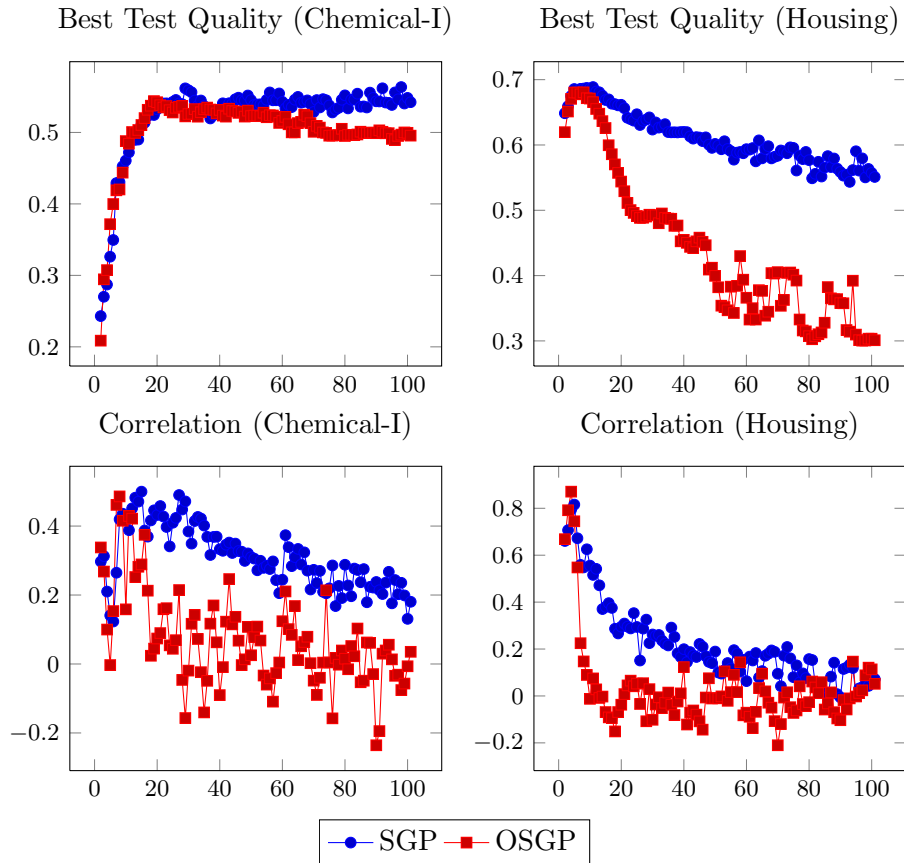 Best Test Quality (Chemical-I)
0.5
0.4
0.3
0.2
0 20 40 60 80 100
Best Test Quality (Housing)
0.7
0.6
0.5
0.4
0.3
0 20 40 60 80 100
Correlation (Chemical-I)
0.4
0.2
0
−0.2
0 20 40 60 80 100
Correlation (Housing)
0.8
0.6
0.4
0.2
0
−0.2
0 20 40 60 80 100
SGP OSGP